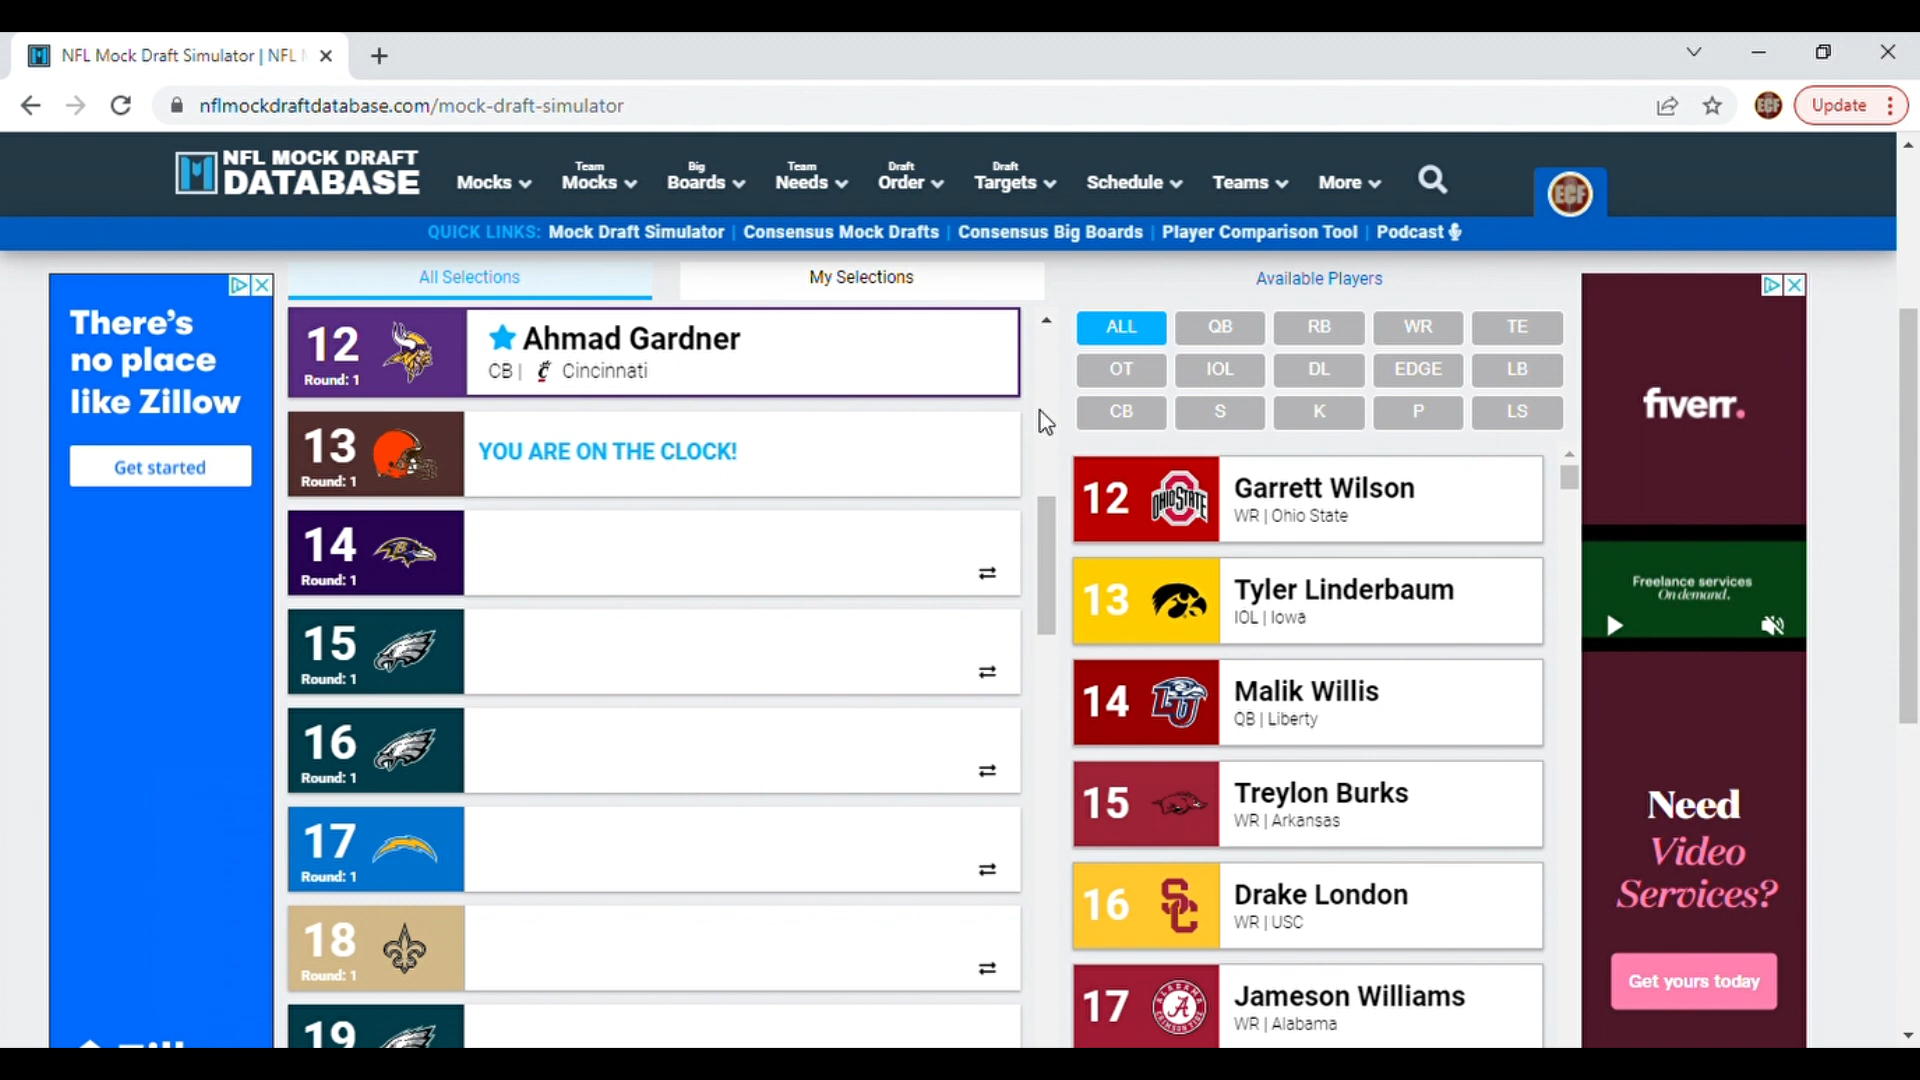 NFL Mock Draft Simulator | NFL
nflmockdraftdatabase.com/mock-draft-simulator
ECF
Update
NFL MOCK DRAFT
DATABASE
Mocks
Team
Mocks
Big
Boards
Team
Needs
Draft
Order
Draft
Targets
Schedule
Teams
More
ECF
QUICK LINKS: Mock Draft Simulator | Consensus Mock Drafts | Consensus Big Boards | Player Comparison Tool | Podcast
There's
no place
like Zillow
Get started
All Selections
My Selections
12
Round: 1
Ahmad Gardner
CB | Cincinnati
13
Round: 1
YOU ARE ON THE CLOCK!
14
Round: 1
15
Round: 1
16
Round: 1
17
Round: 1
18
Round: 1
19
Available Players
ALL QB RB WR TE
OT IOL DL EDGE LB
CB S K P LS
12
OHIO STATE
Garrett Wilson
WR | Ohio State
13
Tyler Linderbaum
IOL | Iowa
14
LU
Malik Willis
QB | Liberty
15
Treylon Burks
WR | Arkansas
16
SC
Drake London
WR | USC
17
A
Jameson Williams
WR | Alabama
fiverr.
Freelance services
On demand.
Need
Video
Services?
Get yours today